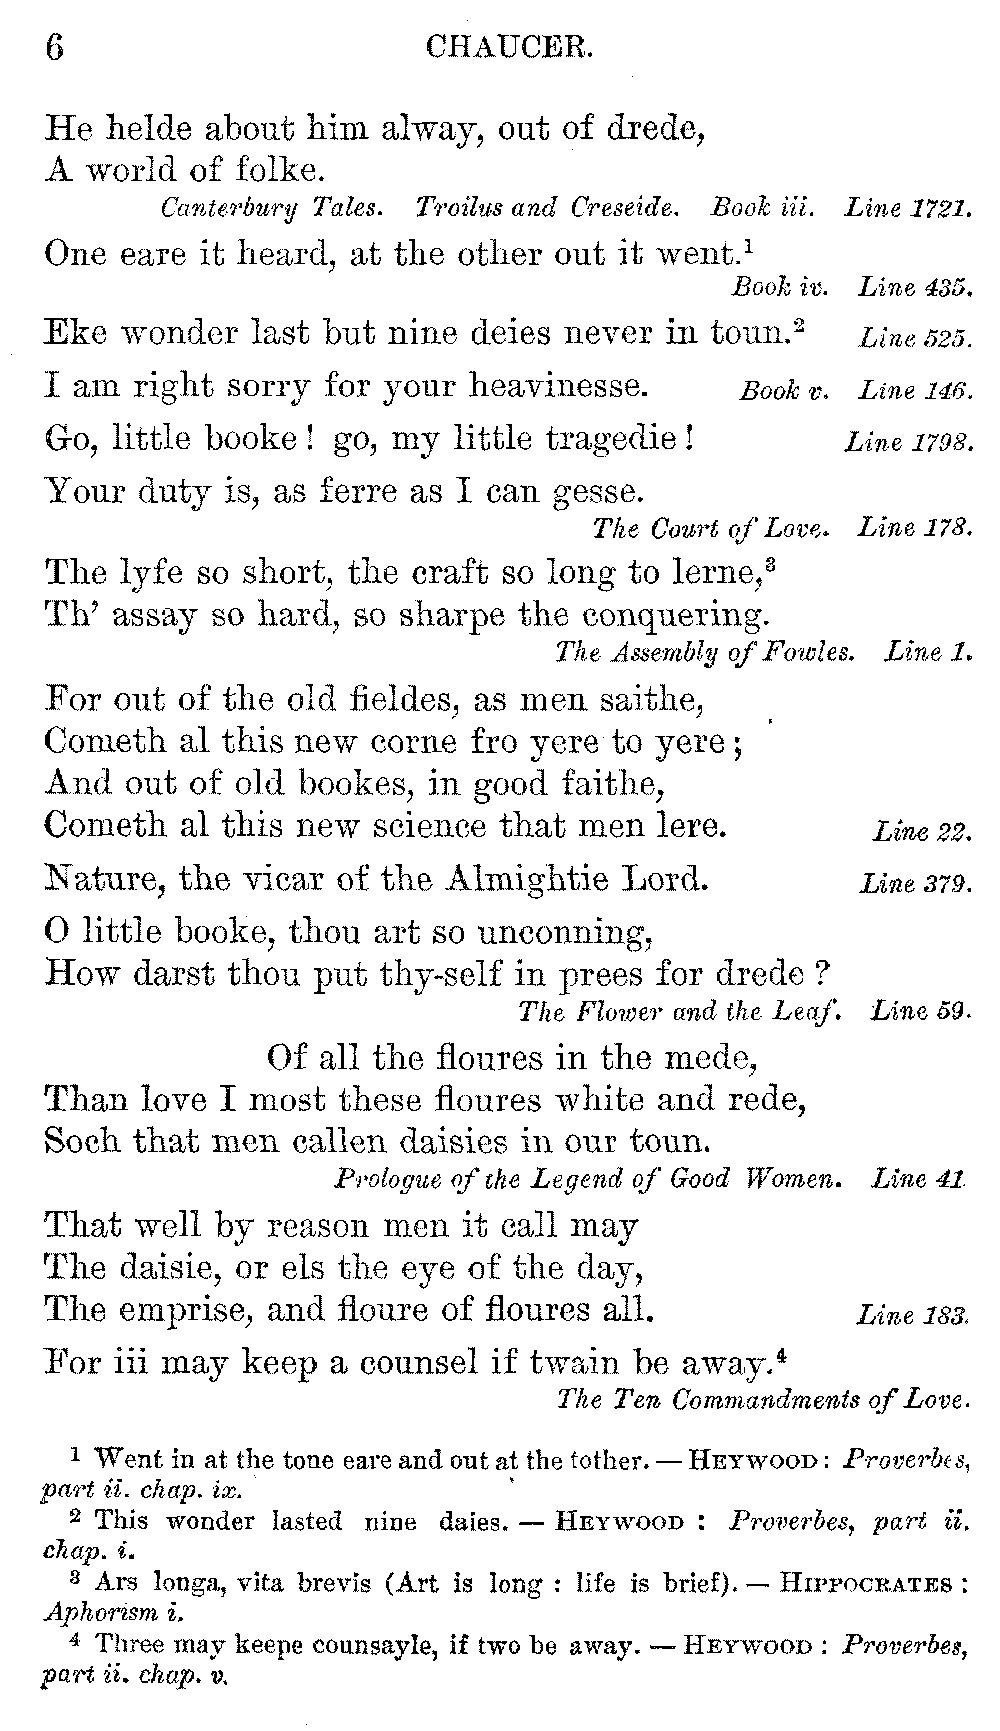 6 CHAUCER.
He helde about him alway, out of drede,
A world of folke.
Canterbury Tales. Troilus and Creseide. Book iii. Line 1721.
One eare it heard, at the other out it went.¹
Book iv. Line 435.
Eke wonder last but nine deies never in toun.² Line 525.
I am right sorry for your heavinesse. Book v. Line 146.
Go, little booke! go, my little tragedie! Line 1798.
Your duty is, as ferre as I can gesse.
The Court of Love. Line 178.
The lyfe so short, the craft so long to lerne,³
Th' assay so hard, so sharpe the conquering.
The Assembly of Fowles. Line 1.
For out of the old fieldes, as men saithe,
Cometh al this new corne fro yere to yere;
And out of old bookes, in good faithe,
Cometh al this new science that men lere. Line 22.
Nature, the vicar of the Almightie Lord. Line 379.
O little booke, thou art so unconning,
How darst thou put thy-self in prees for drede?
The Flower and the Leaf. Line 59.
Of all the floures in the mede,
Than love I most these floures white and rede,
Soch that men callen daisies in our toun.
Prologue of the Legend of Good Women. Line 41.
That well by reason men it call may
The daisie, or els the eye of the day,
The emprise, and floure of floures all. Line 183.
For iii may keep a counsel if twain be away.⁴
The Ten Commandments of Love.
¹ Went in at the tone eare and out at the tother. — HEYWOOD: Proverbes,
part ii. chap. ix.
² This wonder lasted nine daies. — HEYWOOD: Proverbes, part ii.
chap. i.
³ Ars longa, vita brevis (Art is long: life is brief). — HIPPOCRATES:
Aphorism i.
⁴ Three may keepe counsayle, if two be away. — HEYWOOD: Proverbes,
part ii. chap. v.